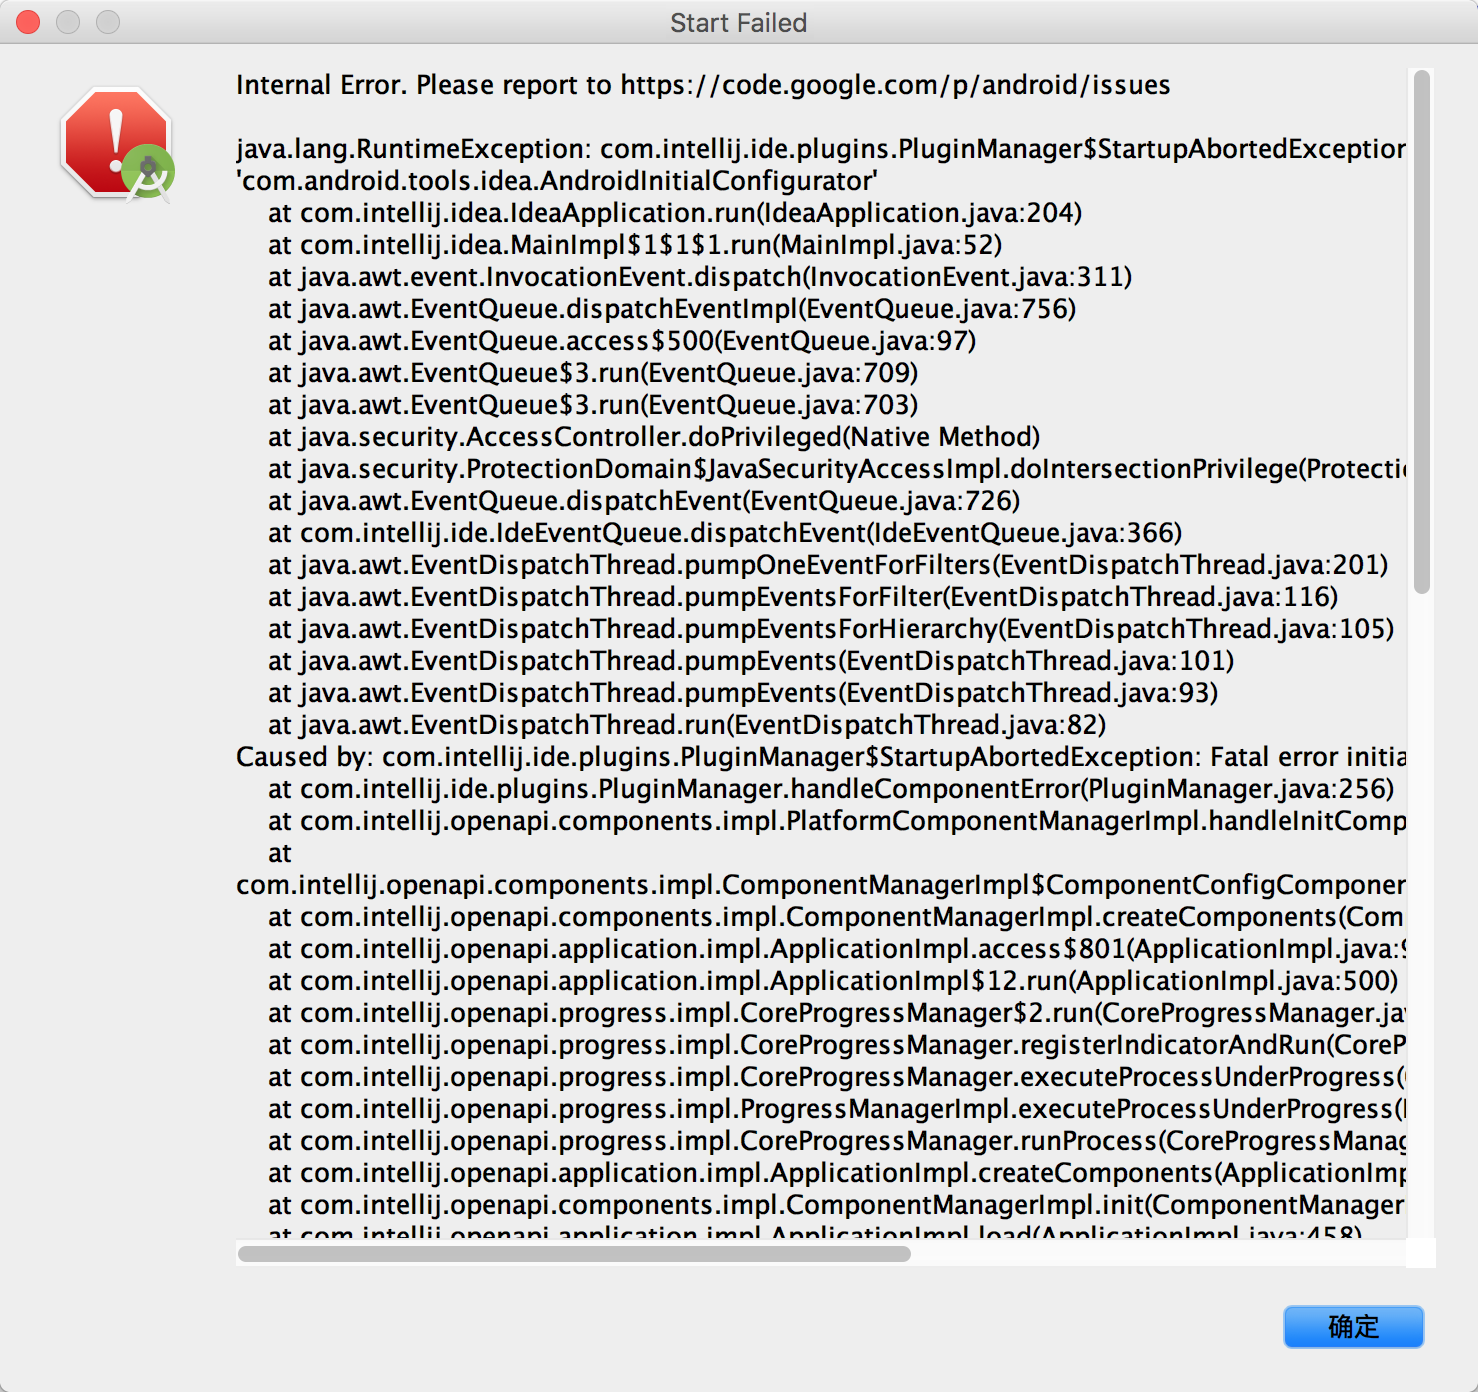 Start Failed
Internal Error. Please report to https://code.google.com/p/android/issues
java.lang.RuntimeException: com.intellij.ide.plugins.PluginManager$StartupAbortedException
'com.android.tools.idea.AndroidInitialConfigurator'
at com.intellij.idea.IdeaApplication.run(IdeaApplication.java:204)
at com.intellij.idea.MainImpl$1$1$1.run(MainImpl.java:52)
at java.awt.event.InvocationEvent.dispatch(InvocationEvent.java:311)
at java.awt.EventQueue.dispatchEventImpl(EventQueue.java:756)
at java.awt.EventQueue.access$500(EventQueue.java:97)
at java.awt.EventQueue$3.run(EventQueue.java:709)
at java.awt.EventQueue$3.run(EventQueue.java:703)
at java.security.AccessController.doPrivileged(Native Method)
at java.security.ProtectionDomain$JavaSecurityAccessImpl.doIntersectionPrivilege(Protectio
at java.awt.EventQueue.dispatchEvent(EventQueue.java:726)
at com.intellij.ide.IdeEventQueue.dispatchEvent(IdeEventQueue.java:366)
at java.awt.EventDispatchThread.pumpOneEventForFilters(EventDispatchThread.java:201)
at java.awt.EventDispatchThread.pumpEventsForFilter(EventDispatchThread.java:116)
at java.awt.EventDispatchThread.pumpEventsForHierarchy(EventDispatchThread.java:105)
at java.awt.EventDispatchThread.pumpEvents(EventDispatchThread.java:101)
at java.awt.EventDispatchThread.pumpEvents(EventDispatchThread.java:93)
at java.awt.EventDispatchThread.run(EventDispatchThread.java:82)
Caused by: com.intellij.ide.plugins.PluginManager$StartupAbortedException: Fatal error initia
at com.intellij.ide.plugins.PluginManager.handleComponentError(PluginManager.java:256)
at com.intellij.openapi.components.impl.PlatformComponentManagerImpl.handleInitComp
at
com.intellij.openapi.components.impl.ComponentManagerImpl$ComponentConfigComponer
at com.intellij.openapi.components.impl.ComponentManagerImpl.createComponents(Com
at com.intellij.openapi.application.impl.ApplicationImpl.access$801(ApplicationImpl.java:9
at com.intellij.openapi.application.impl.ApplicationImpl$12.run(ApplicationImpl.java:500)
at com.intellij.openapi.progress.impl.CoreProgressManager$2.run(CoreProgressManager.jav
at com.intellij.openapi.progress.impl.CoreProgressManager.registerIndicatorAndRun(CoreP
at com.intellij.openapi.progress.impl.CoreProgressManager.executeProcessUnderProgress(
at com.intellij.openapi.progress.impl.ProgressManagerImpl.executeProcessUnderProgress(
at com.intellij.openapi.progress.impl.CoreProgressManager.runProcess(CoreProgressManag
at com.intellij.openapi.application.impl.ApplicationImpl.createComponents(ApplicationImp
at com.intellij.openapi.components.impl.ComponentManagerImpl.init(ComponentManager
at com.intellij.openapi.application.impl.ApplicationImpl.load(ApplicationImpl.java:458)
确定